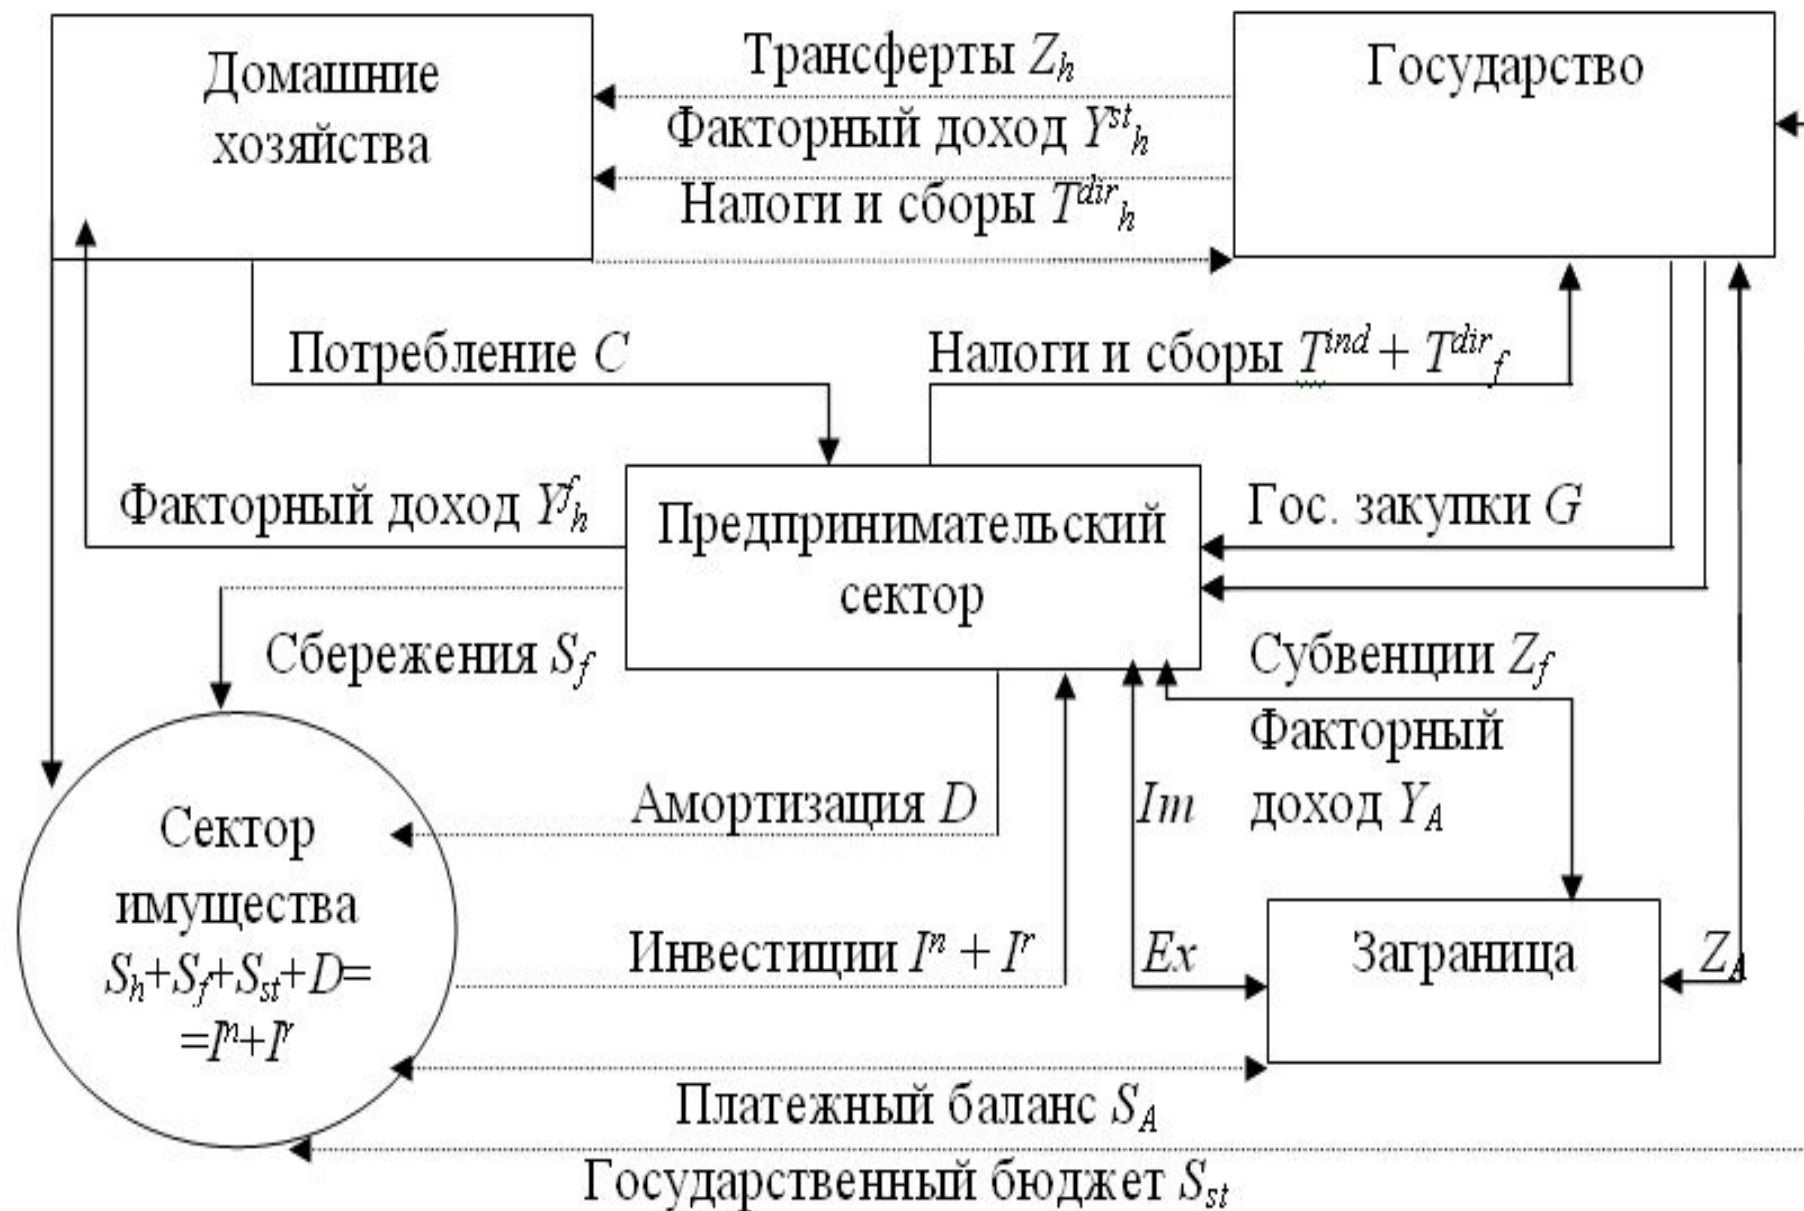 Домашние
хозяйства
Трансферты Z_h
Факторный доход Y^st_h
Налоги и сборы T^dir_h
Государство
Потребление C
Налоги и сборы T^ind + T^dir_f
Факторный доход Y^f_h
Предпринимательский
сектор
Гос. закупки G
Сбережения S_f
Субвенции Z_f
Факторный
доход Y_A
Амортизация D
Im
Сектор
имущества
S_h+S_f+S_st+D=
=I^n+I^r
Инвестиции I^n + I^r
Ex
Заграница
Z_A
Платежный баланс S_A
Государственный бюджет S_st